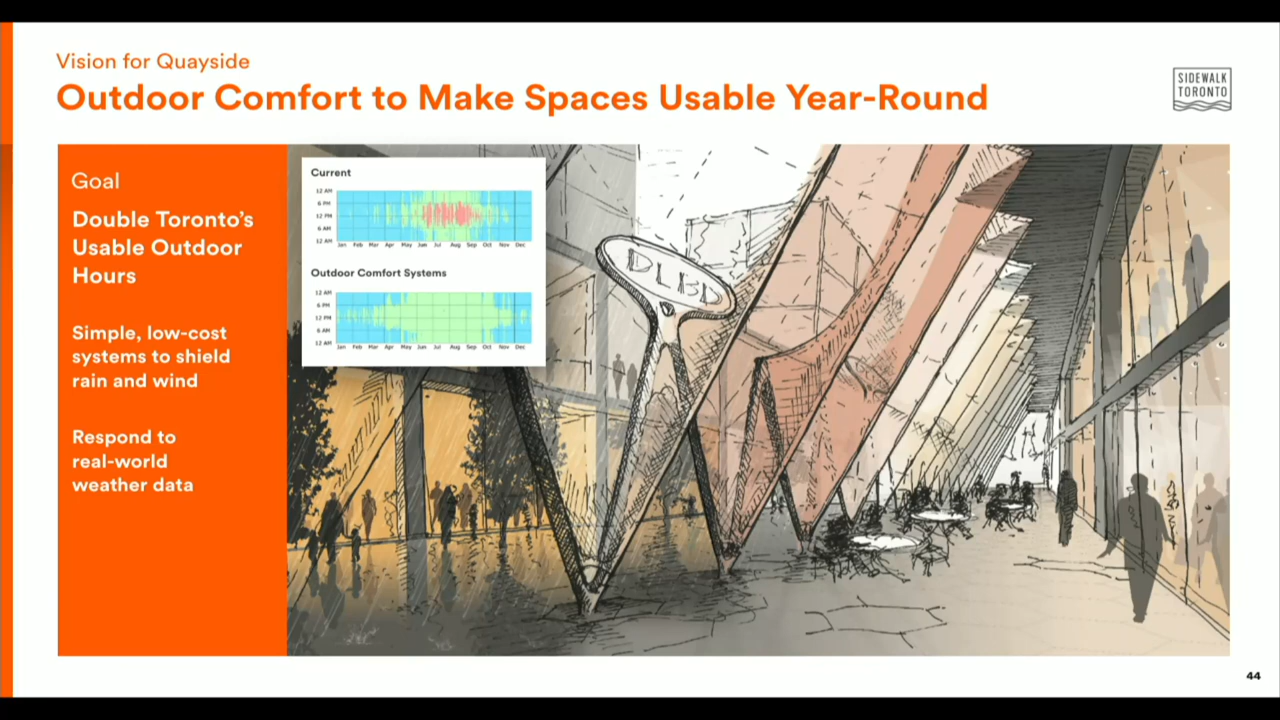 Vision for Quayside
Outdoor Comfort to Make Spaces Usable Year-Round
SIDEWALK
TORONTO
Goal
Double Toronto's
Usable Outdoor
Hours
Simple, low-cost
systems to shield
rain and wind
Respond to
real-world
weather data
Current
12 AM
6 PM
12 PM
6 AM
12 AM
Jan Feb Mar Apr May Jun Jul Aug Sep Oct Nov Dec
Outdoor Comfort Systems
12 AM
6 PM
12 PM
6 AM
12 AM
Jan Feb Mar Apr May Jun Jul Aug Sep Oct Nov Dec
44